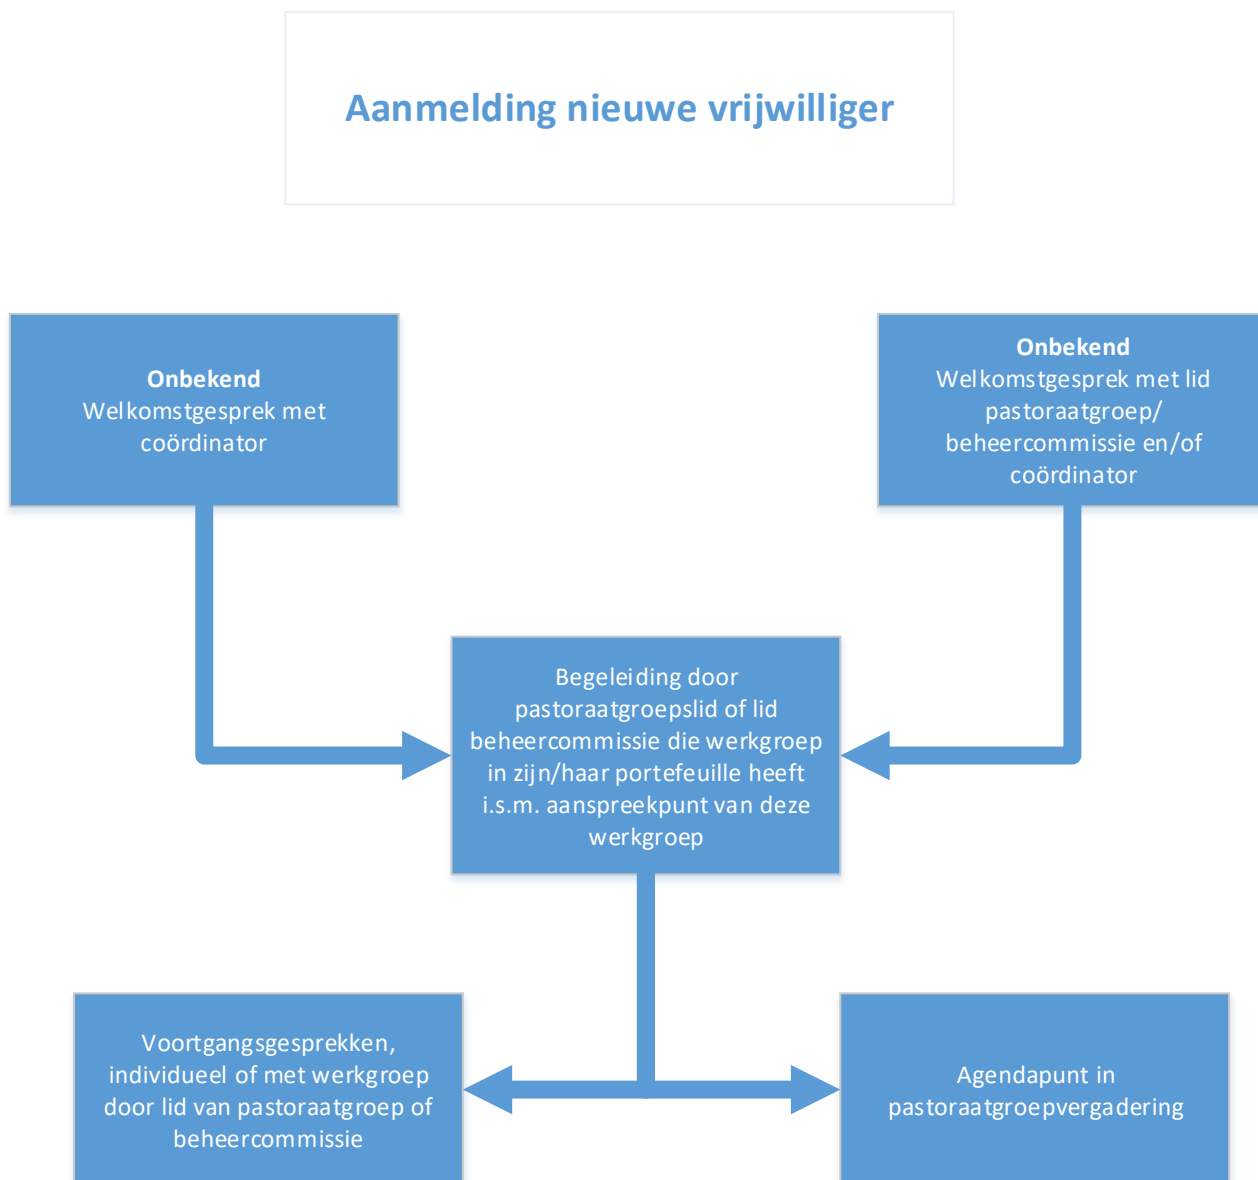 Aanmelding nieuwe vrijwilliger
Onbekend
Welkomstgesprek met
coördinator
Onbekend
Welkomstgesprek met lid
pastoraatgroep/
beheercommissie en/of
coördinator
Begeleiding door
pastoraatgroepslid of lid
beheercommissie die werkgroep
in zijn/haar portefeuille heeft
i.s.m. aanspreekpunt van deze
werkgroep
Voortgangsgesprekken,
individueel of met werkgroep
door lid van pastoraatgroep of
beheercommissie
Agendapunt in
pastoraatgroepvergadering